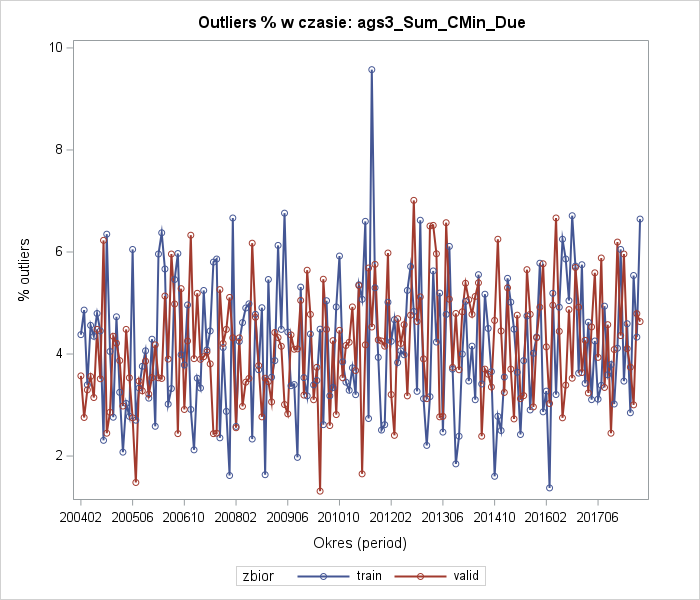 Outliers % w czasie: ags3_Sum_CMin_Due
% outliers
10
8
6
4
2
200402 200506 200610 200802 200906 201010 201202 201306 201410 201602 201706
Okres (period)
zbior train valid